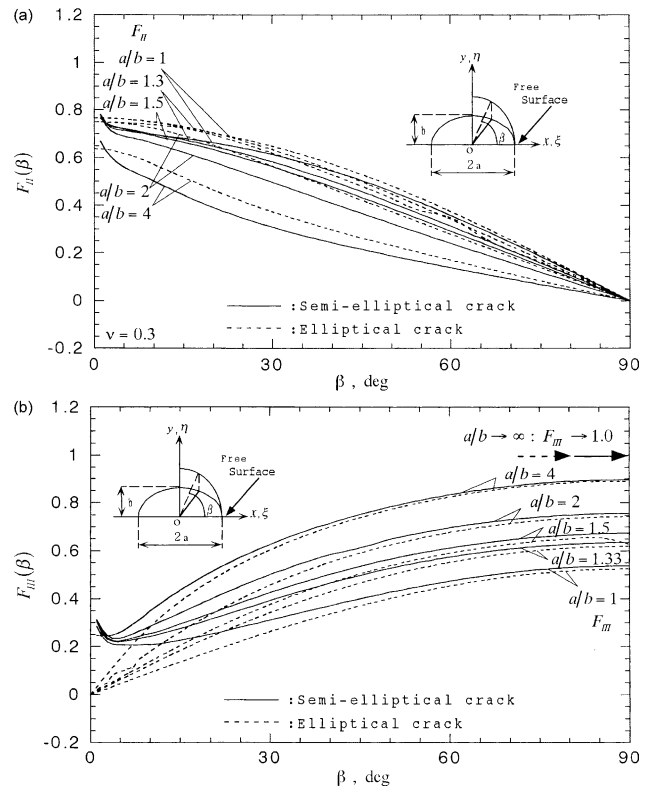 (a)
1.2
1
0.8
0.6
0.4
0.2
0
-0.2
F_II(β)
F_II
a/b = 1
a/b = 1.3
a/b = 1.5
a/b = 2
a/b = 4
y, η
Free
Surface
b
β
o
x, ξ
2a
:Semi-elliptical crack
:Elliptical crack
ν = 0.3
0 30 60 90
β , deg
(b)
1.2
1
0.8
0.6
0.4
0.2
0
-0.2
F_III(β)
y, η
Free
Surface
b
β
o
x, ξ
2a
a/b → ∞ : F_III → 1.0
a/b = 4
a/b = 2
a/b = 1.5
a/b = 1.33
a/b = 1
F_III
:Semi-elliptical crack
:Elliptical crack
0 30 60 90
β , deg